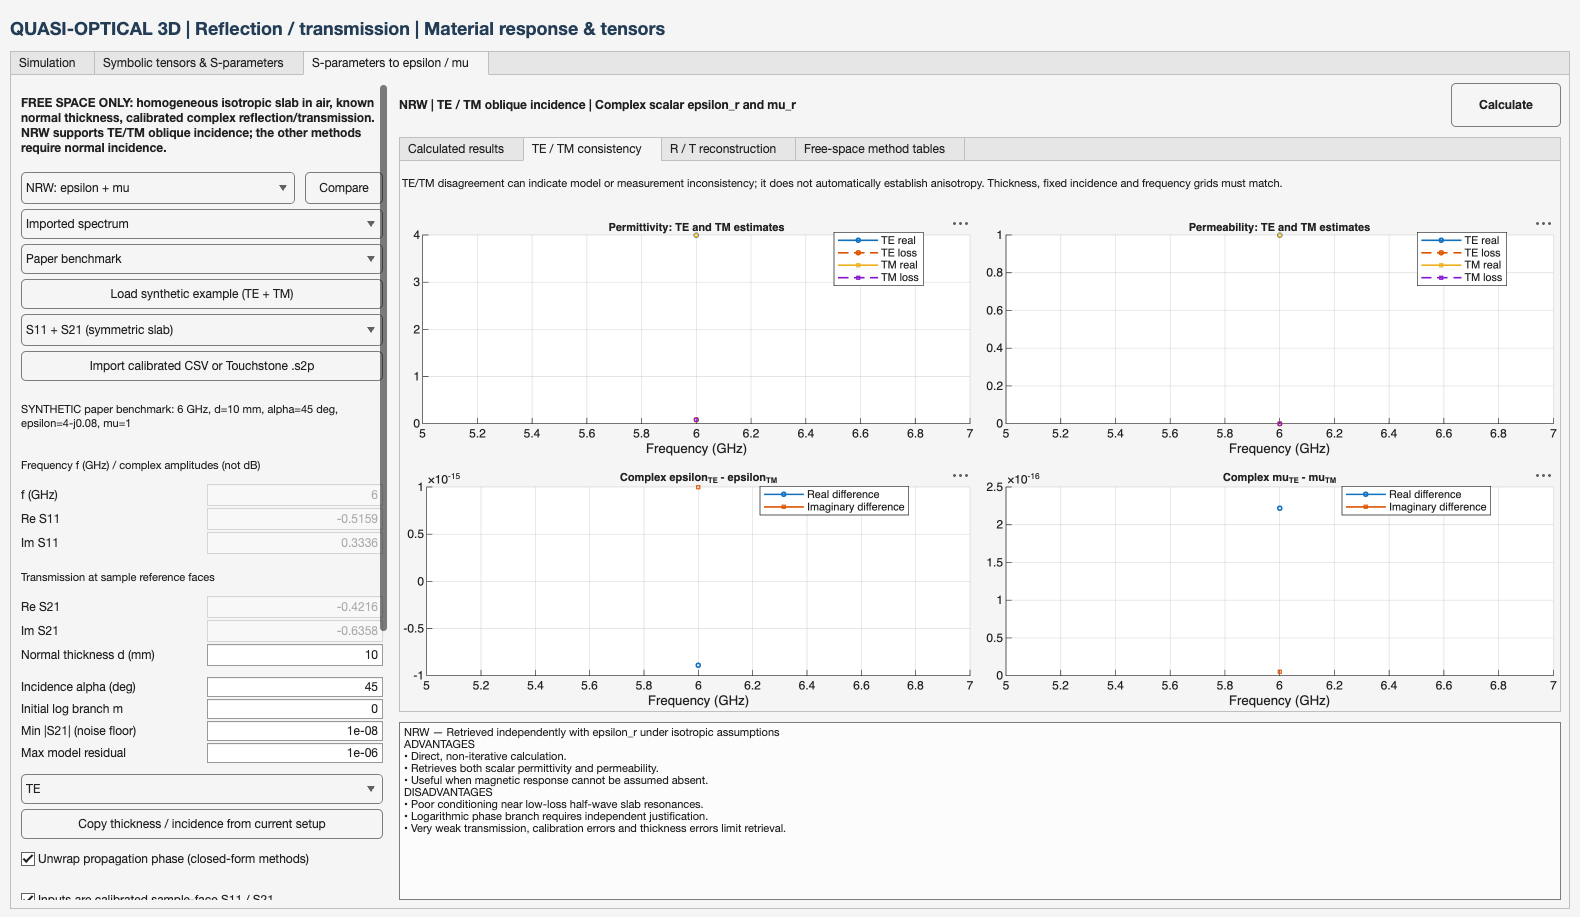 QUASI-OPTICAL 3D | Reflection / transmission | Material response & tensors
Simulation
Symbolic tensors & S-parameters
S-parameters to epsilon / mu
FREE SPACE ONLY: homogeneous isotropic slab in air, known
normal thickness, calibrated complex reflection/transmission.
NRW supports TE/TM oblique incidence; the other methods
require normal incidence.
NRW: epsilon + mu
Compare
Imported spectrum
Paper benchmark
Load synthetic example (TE + TM)
S11 + S21 (symmetric slab)
Import calibrated CSV or Touchstone .s2p
SYNTHETIC paper benchmark: 6 GHz, d=10 mm, alpha=45 deg,
epsilon=4-j0.08, mu=1
Frequency f (GHz) / complex amplitudes (not dB)
f (GHz) 6
Re S11 -0.5159
Im S11 0.3336
Transmission at sample reference faces
Re S21 -0.4216
Im S21 -0.6358
Normal thickness d (mm) 10
Incidence alpha (deg) 45
Initial log branch m 0
Min |S21| (noise floor) 1e-08
Max model residual 1e-06
TE
Copy thickness / incidence from current setup
Unwrap propagation phase (closed-form methods)
Inputs are calibrated sample-face S11 / S21
NRW | TE / TM oblique incidence | Complex scalar epsilon_r and mu_r
Calculate
Calculated results
TE / TM consistency
R / T reconstruction
Free-space method tables
TE/TM disagreement can indicate model or measurement inconsistency; it does not automatically establish anisotropy. Thickness, fixed incidence and frequency grids must match.
Permittivity: TE and TM estimates
4
3
2
1
0
5 5.2 5.4 5.6 5.8 6 6.2 6.4 6.6 6.8 7
Frequency (GHz)
TE real
TE loss
TM real
TM loss
Permeability: TE and TM estimates
1
0.8
0.6
0.4
0.2
0
5 5.2 5.4 5.6 5.8 6 6.2 6.4 6.6 6.8 7
Frequency (GHz)
TE real
TE loss
TM real
TM loss
Complex epsilonTE - epsilonTM
×10-15
1
0.5
0
-0.5
-1
5 5.2 5.4 5.6 5.8 6 6.2 6.4 6.6 6.8 7
Frequency (GHz)
Real difference
Imaginary difference
Complex muTE - muTM
×10-16
2.5
2
1.5
1
0.5
0
5 5.2 5.4 5.6 5.8 6 6.2 6.4 6.6 6.8 7
Frequency (GHz)
Real difference
Imaginary difference
NRW — Retrieved independently with epsilon_r under isotropic assumptions
ADVANTAGES
• Direct, non-iterative calculation.
• Retrieves both scalar permittivity and permeability.
• Useful when magnetic response cannot be assumed absent.
DISADVANTAGES
• Poor conditioning near low-loss half-wave slab resonances.
• Logarithmic phase branch requires independent justification.
• Very weak transmission, calibration errors and thickness errors limit retrieval.